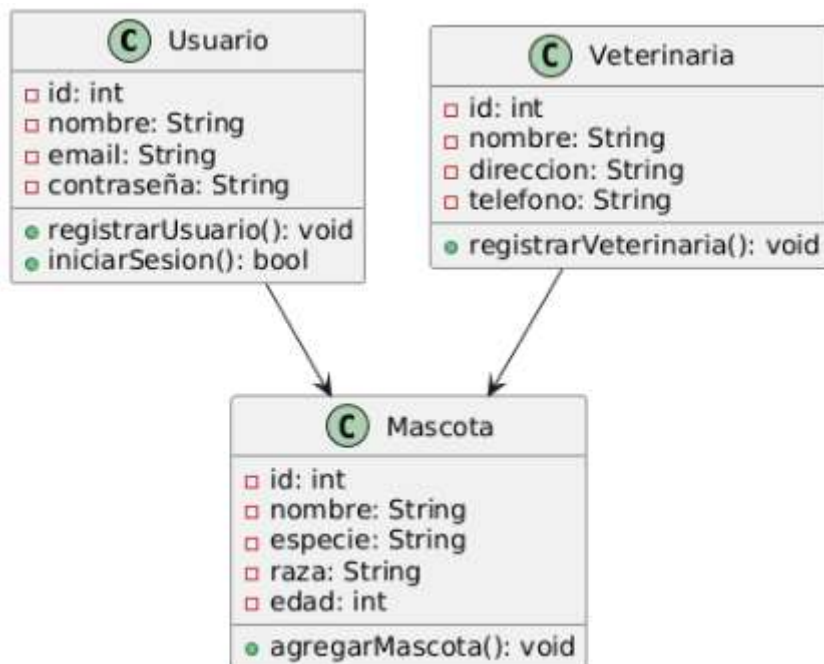 C Usuario
id: int
nombre: String
email: String
contraseña: String
registrarUsuario(): void
iniciarSesion(): bool
C Veterinaria
id: int
nombre: String
direccion: String
telefono: String
registrarVeterinaria(): void
C Mascota
id: int
nombre: String
especie: String
raza: String
edad: int
agregarMascota(): void